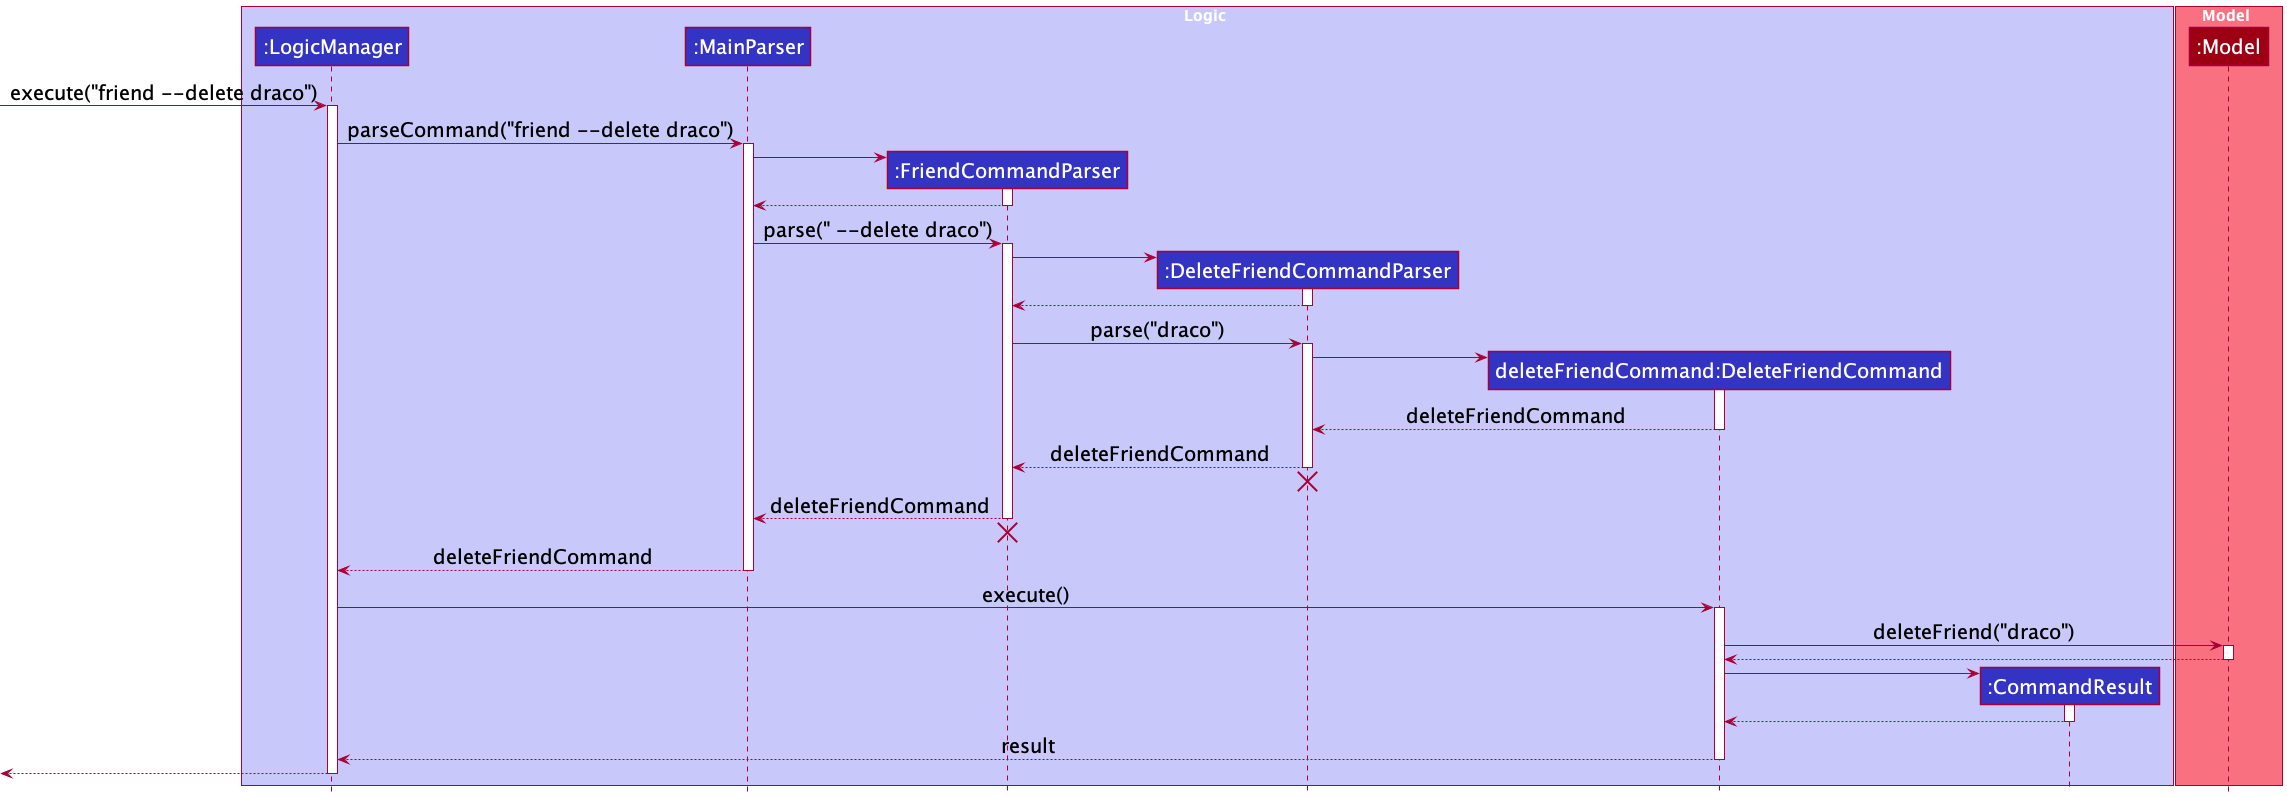 Logic
Model
:LogicManager
:MainParser
:Model
execute("friend --delete draco")
parseCommand("friend --delete draco")
:FriendCommandParser
parse(" --delete draco")
:DeleteFriendCommandParser
parse("draco")
deleteFriendCommand:DeleteFriendCommand
deleteFriendCommand
deleteFriendCommand
deleteFriendCommand
deleteFriendCommand
execute()
deleteFriend("draco")
:CommandResult
result